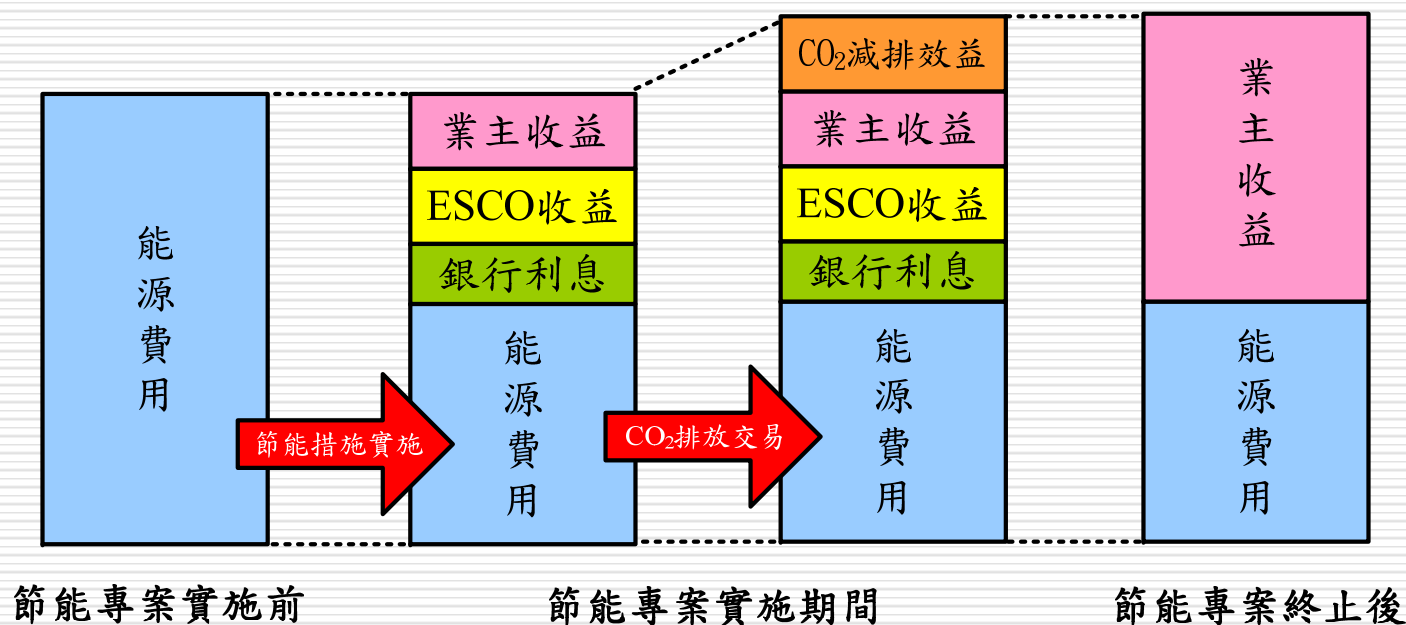 能源費用
節能措施實施
業主收益
ESCO收益
銀行利息
能源費用
CO₂排放交易
CO₂減排效益
業主收益
ESCO收益
銀行利息
能源費用
業主收益
能源費用
節能專案實施前
節能專案實施期間
節能專案終止後